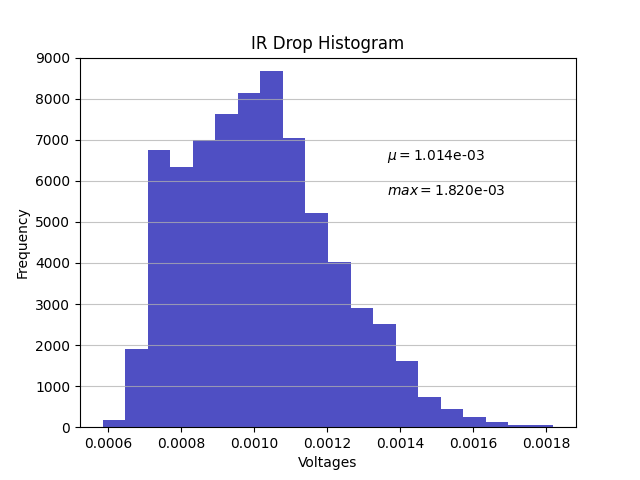 IR Drop Histogram
9000
8000
7000
6000
5000
4000
3000
2000
1000
0
Frequency
μ = 1.014e-03
max = 1.820e-03
0.0006 0.0008 0.0010 0.0012 0.0014 0.0016 0.0018
Voltages